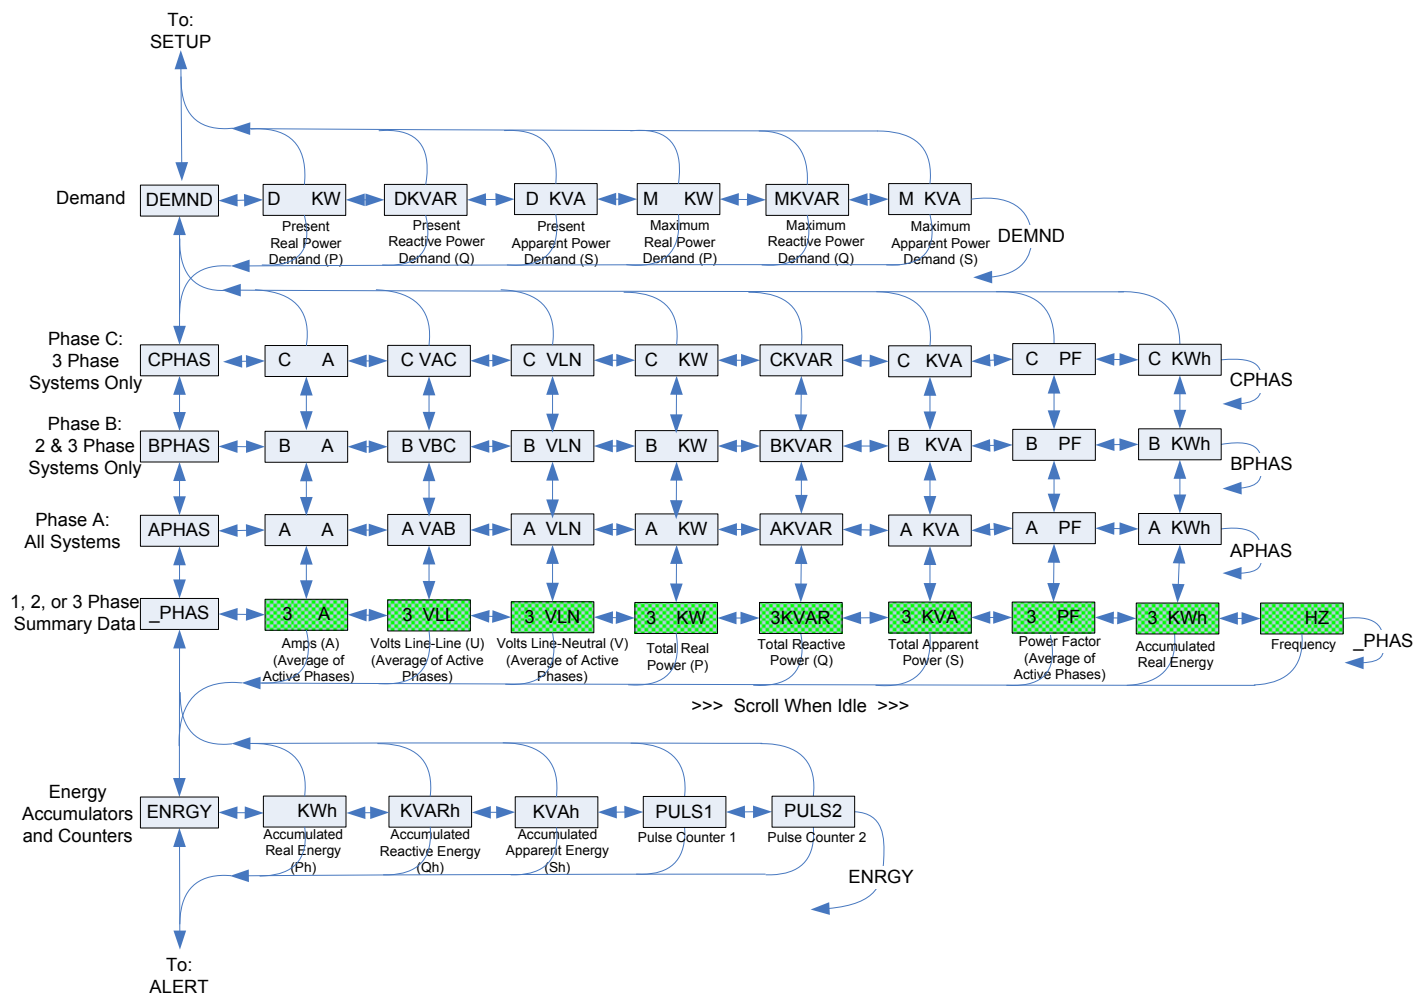 To:
SETUP
Demand
DEMND
D KW
DKVAR
D KVA
M KW
MKVAR
M KVA
DEMND
Present
Real Power
Demand (P)
Present
Reactive Power
Demand (Q)
Present
Apparent Power
Demand (S)
Maximum
Real Power
Demand (P)
Maximum
Reactive Power
Demand (Q)
Maximum
Apparent Power
Demand (S)
Phase C:
3 Phase
Systems Only
CPHAS
C A
C VAC
C VLN
C KW
CKVAR
C KVA
C PF
C KWh
CPHAS
Phase B:
2 & 3 Phase
Systems Only
BPHAS
B A
B VBC
B VLN
B KW
BKVAR
B KVA
B PF
B KWh
BPHAS
Phase A:
All Systems
APHAS
A A
A VAB
A VLN
A KW
AKVAR
A KVA
A PF
A KWh
APHAS
1, 2, or 3 Phase
Summary Data
_PHAS
3 A
3 VLL
3 VLN
3 KW
3KVAR
3 KVA
3 PF
3 KWh
HZ
_PHAS
Amps (A)
(Average of
Active Phases)
Volts Line-Line (U)
(Average of Active
Phases)
Volts Line-Neutral (V)
(Average of Active
Phases)
Total Real
Power (P)
Total Reactive
Power (Q)
Total Apparent
Power (S)
Power Factor
(Average of
Active Phases)
Accumulated
Real Energy
Frequency
>>> Scroll When Idle >>>
Energy
Accumulators
and Counters
ENRGY
KWh
KVARh
KVAh
PULS1
PULS2
ENRGY
Accumulated
Real Energy
(Ph)
Accumulated
Reactive Energy
(Qh)
Accumulated
Apparent Energy
(Sh)
Pulse Counter 1
Pulse Counter 2
To:
ALERT